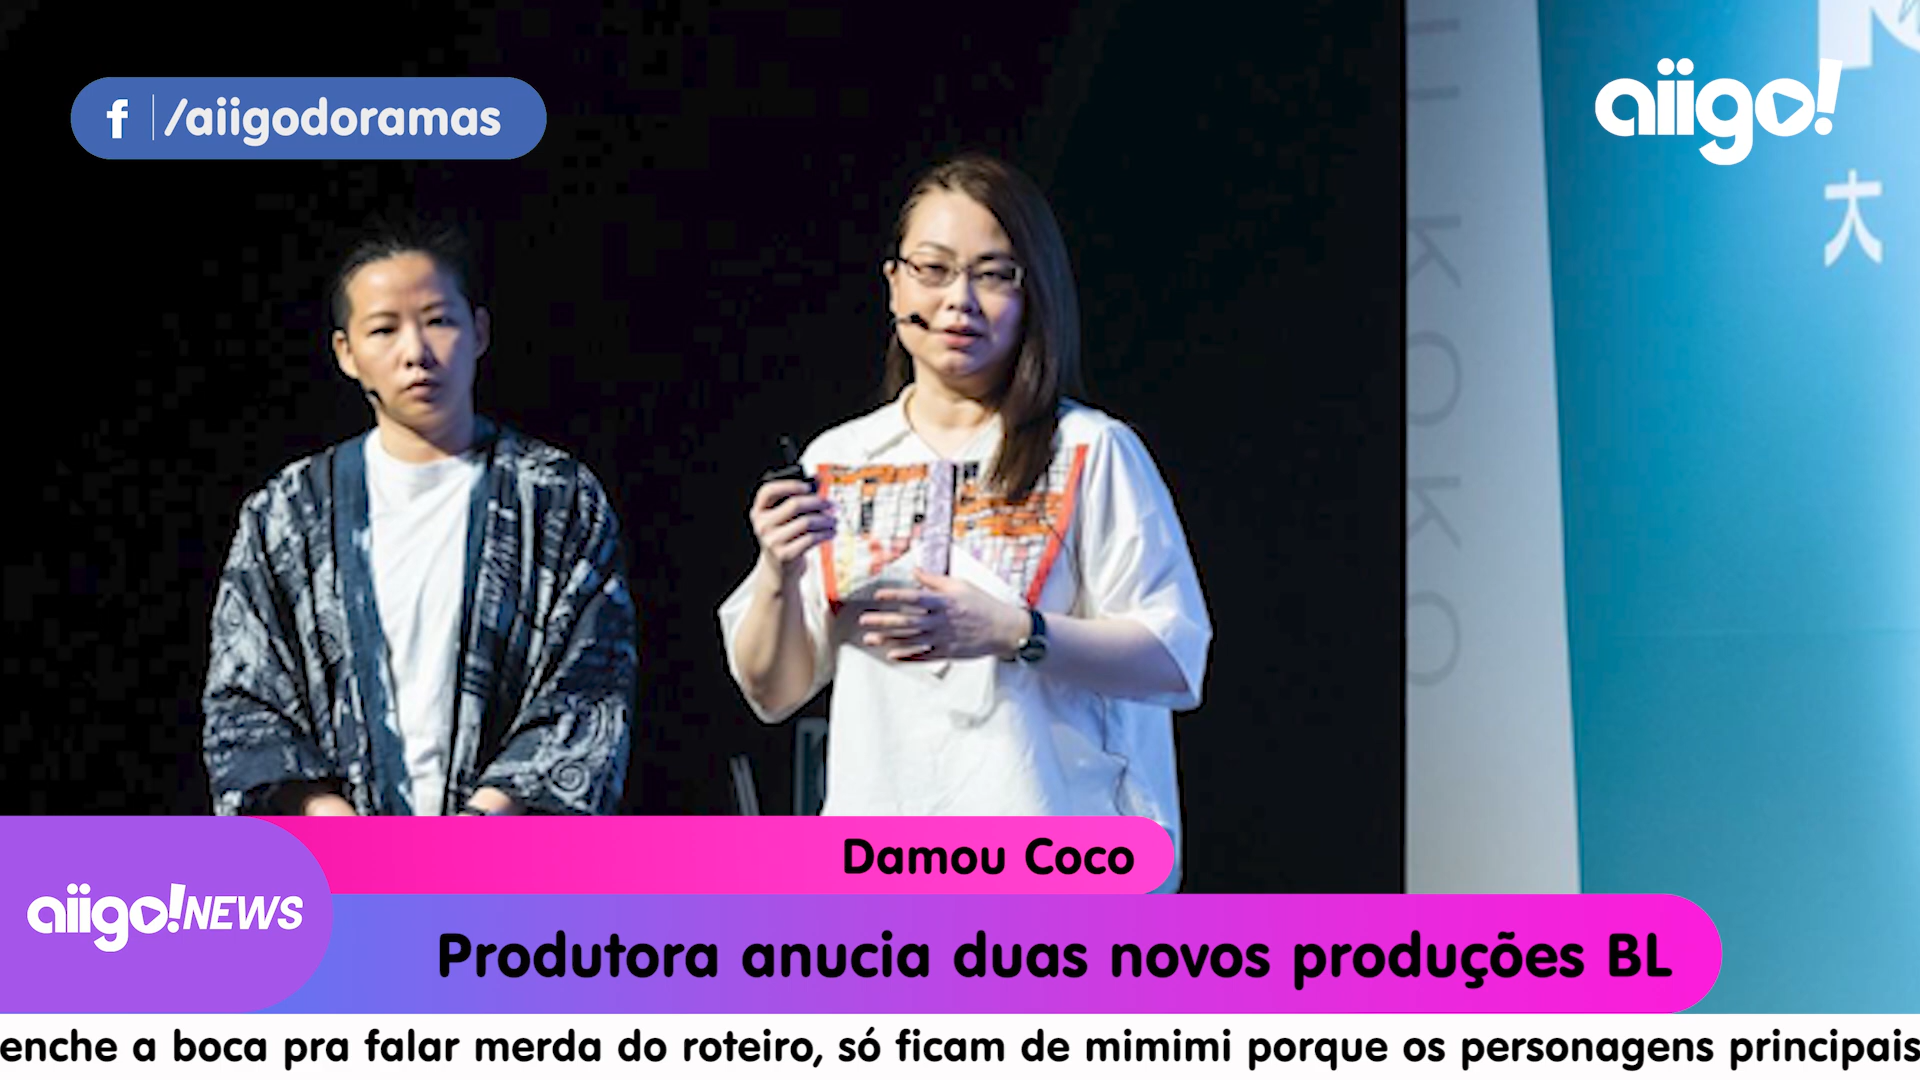 f /aiigodoramas
aiigo!
大
KOKO
Damou Coco
aiigo!NEWS
Produtora anucia duas novos produções BL
enche a boca pra falar merda do roteiro, só ficam de mimimi porque os personagens principais